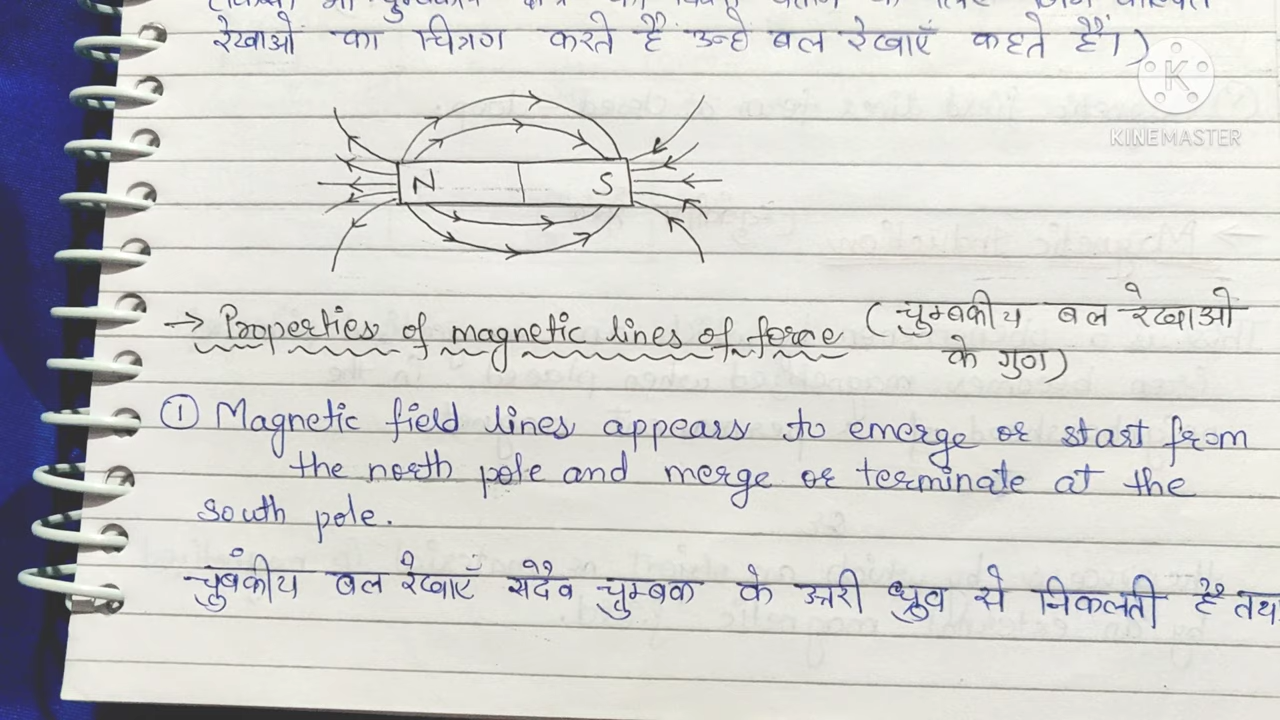 रेखाओं का चित्रण करते हैं उन्हे बल रेखाएँ कहते हैं।)
K
KINEMASTER
N S
→ Properties of magnetic lines of force (चुम्बकीय बल रेखाओ
के गुण)
① Magnetic field lines appears to emerge or start from
the north pole and merge or terminate at the
south pole.
चुबंकीय बल रेखाएँ सदैव चुम्बक के उत्तरी ध्रुव से निकलती है